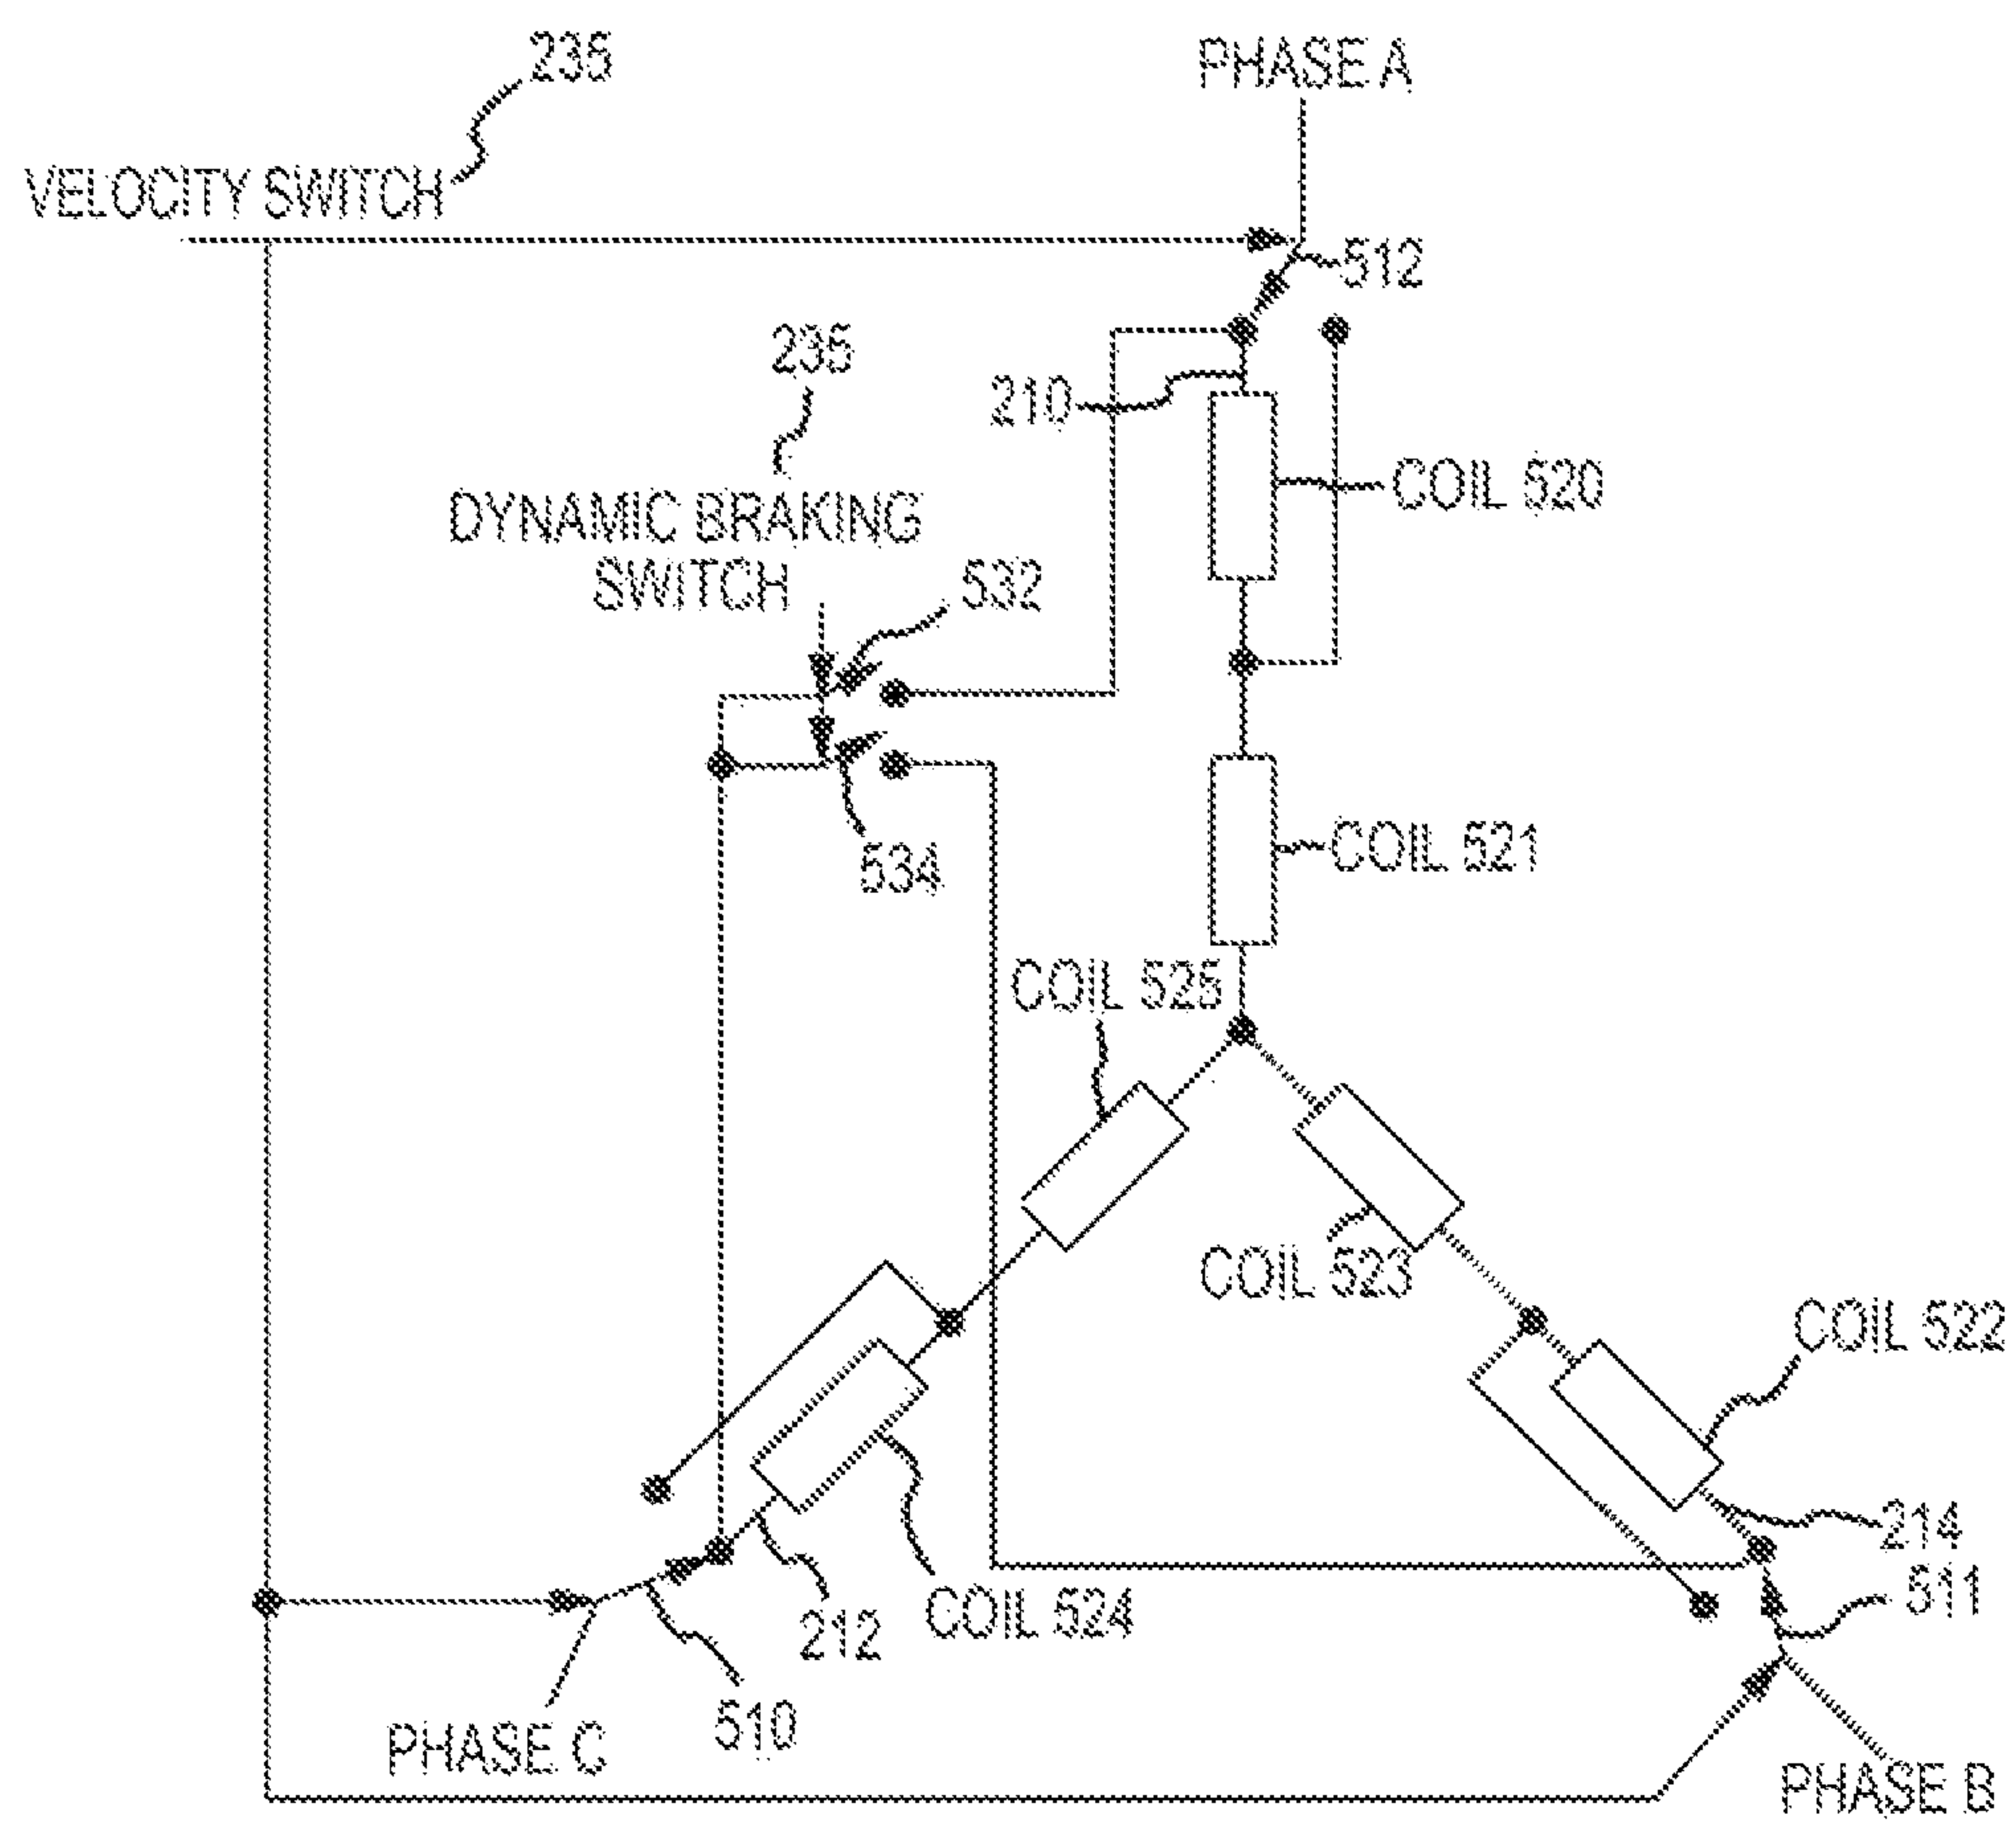 235
PHASE A
VELOCITY SWITCH
512
235
210
COIL 520
DYNAMIC BRAKING
SWITCH
532
COIL 521
534
COIL 525
COIL 523
COIL 522
214
511
COIL 524
212
510
PHASE C
PHASE B